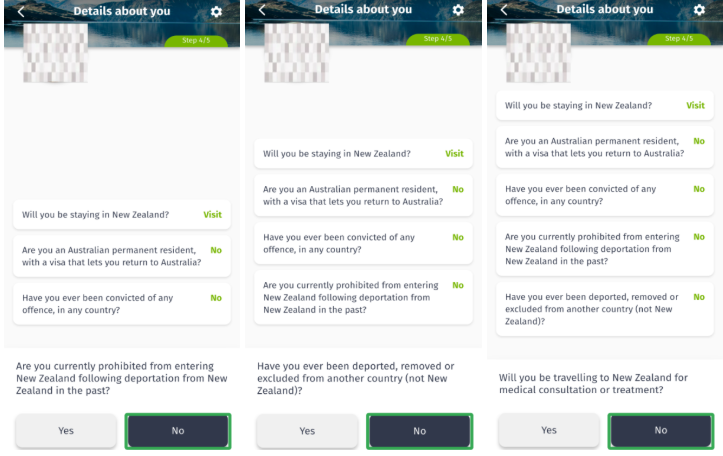 Details about you
Step 4/5
Will you be staying in New Zealand? Visit
Are you an Australian permanent resident, No
with a visa that lets you return to Australia?
Have you ever been convicted of any No
offence, in any country?
Are you currently prohibited from entering
New Zealand following deportation from New
Zealand in the past?
Yes No
Details about you
Step 4/5
Will you be staying in New Zealand? Visit
Are you an Australian permanent resident, No
with a visa that lets you return to Australia?
Have you ever been convicted of any No
offence, in any country?
Are you currently prohibited from entering No
New Zealand following deportation from
New Zealand in the past?
Have you ever been deported, removed or
excluded from another country (not New
Zealand)?
Yes No
Details about you
Step 4/5
Will you be staying in New Zealand? Visit
Are you an Australian permanent resident, No
with a visa that lets you return to Australia?
Have you ever been convicted of any No
offence, in any country?
Are you currently prohibited from entering No
New Zealand following deportation from
New Zealand in the past?
Have you ever been deported, removed or No
excluded from another country (not New
Zealand)?
Will you be travelling to New Zealand for
medical consultation or treatment?
Yes No